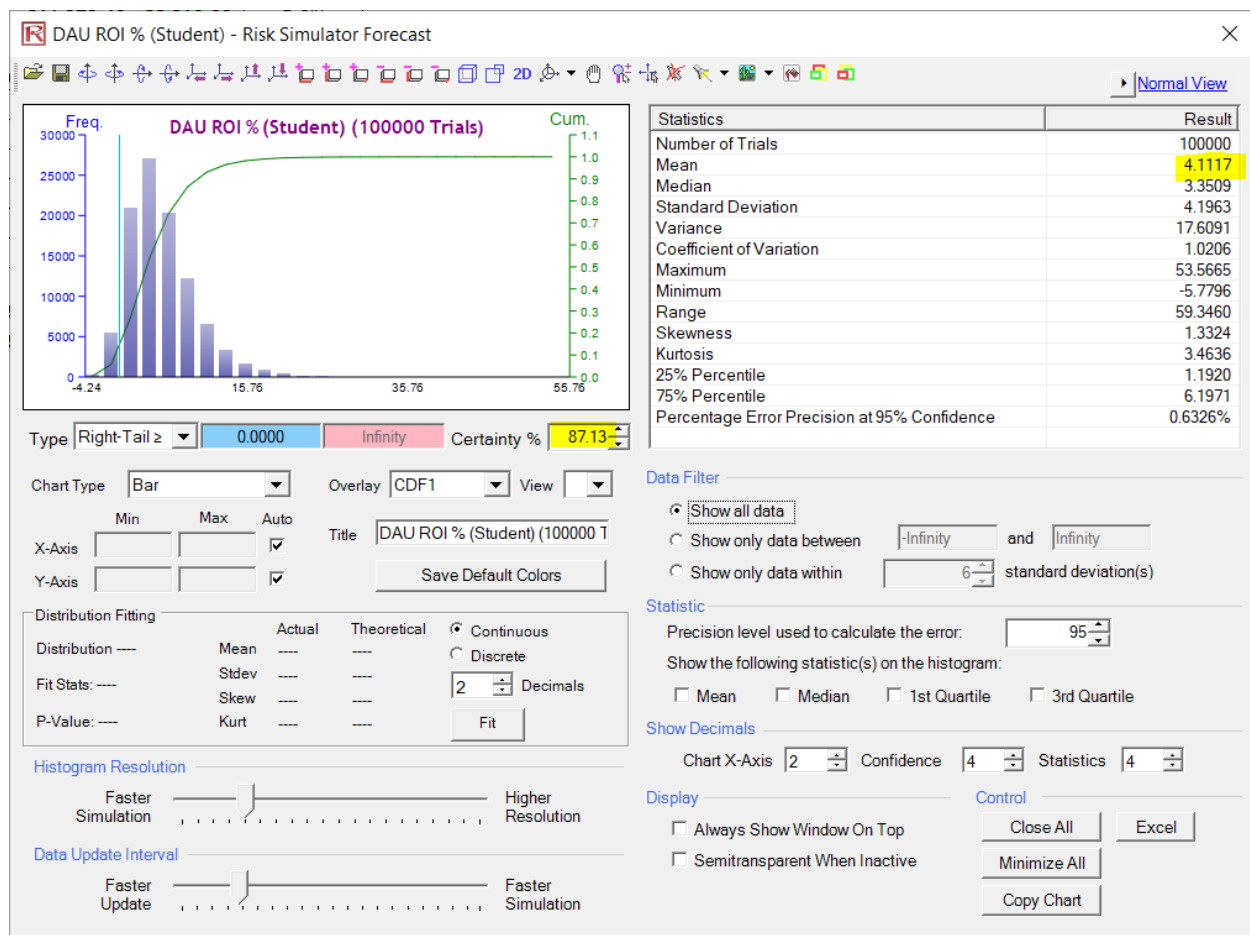 DAU ROI % (Student) - Risk Simulator Forecast
2D
Normal View
Freq.
DAU ROI % (Student) (100000 Trials)
Cum.
30000
25000
20000
15000
10000
5000
0
1.1
1.0
0.9
0.8
0.7
0.6
0.5
0.4
0.3
0.2
0.1
0.0
-4.24 15.76 35.76 55.76
Statistics Result
Number of Trials 100000
Mean 4.1117
Median 3.3509
Standard Deviation 4.1963
Variance 17.6091
Coefficient of Variation 1.0206
Maximum 53.5665
Minimum -5.7796
Range 59.3460
Skewness 1.3324
Kurtosis 3.4636
25% Percentile 1.1920
75% Percentile 6.1971
Percentage Error Precision at 95% Confidence 0.6326%
Type Right-Tail ≥ 0.0000 Infinity Certainty % 87.13
Chart Type Bar Overlay CDF1 View
Min Max Auto
X-Axis
Y-Axis
Title DAU ROI % (Student) (100000 T
Save Default Colors
Distribution Fitting
Actual Theoretical
Distribution ---- Mean ---- ----
Stdev ---- ----
Fit Stats: ---- Skew ---- ----
P-Value: ---- Kurt ---- ----
Continuous
Discrete
2 Decimals
Fit
Histogram Resolution
Faster Simulation
Higher Resolution
Data Update Interval
Faster Update
Faster Simulation
Data Filter
Show all data
Show only data between -Infinity and Infinity
Show only data within 6 standard deviation(s)
Statistic
Precision level used to calculate the error: 95
Show the following statistic(s) on the histogram:
Mean Median 1st Quartile 3rd Quartile
Show Decimals
Chart X-Axis 2 Confidence 4 Statistics 4
Display
Always Show Window On Top
Semitransparent When Inactive
Control
Close All Excel
Minimize All
Copy Chart